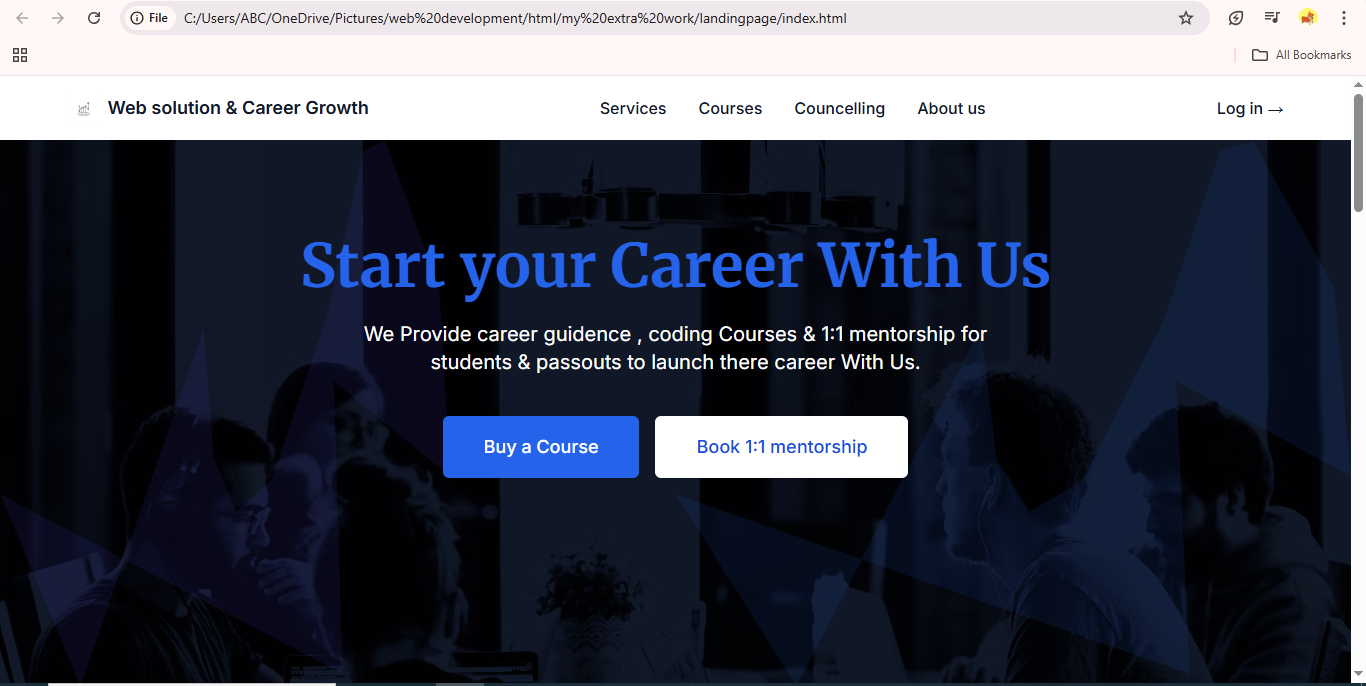 File
C:/Users/ABC/OneDrive/Pictures/web%20development/html/my%20extra%20work/landingpage/index.html
All Bookmarks
Web solution & Career Growth
Services
Courses
Councelling
About us
Log in →
Start your Career With Us
We Provide career guidence , coding Courses & 1:1 mentorship for
students & passouts to launch there career With Us.
Buy a Course
Book 1:1 mentorship